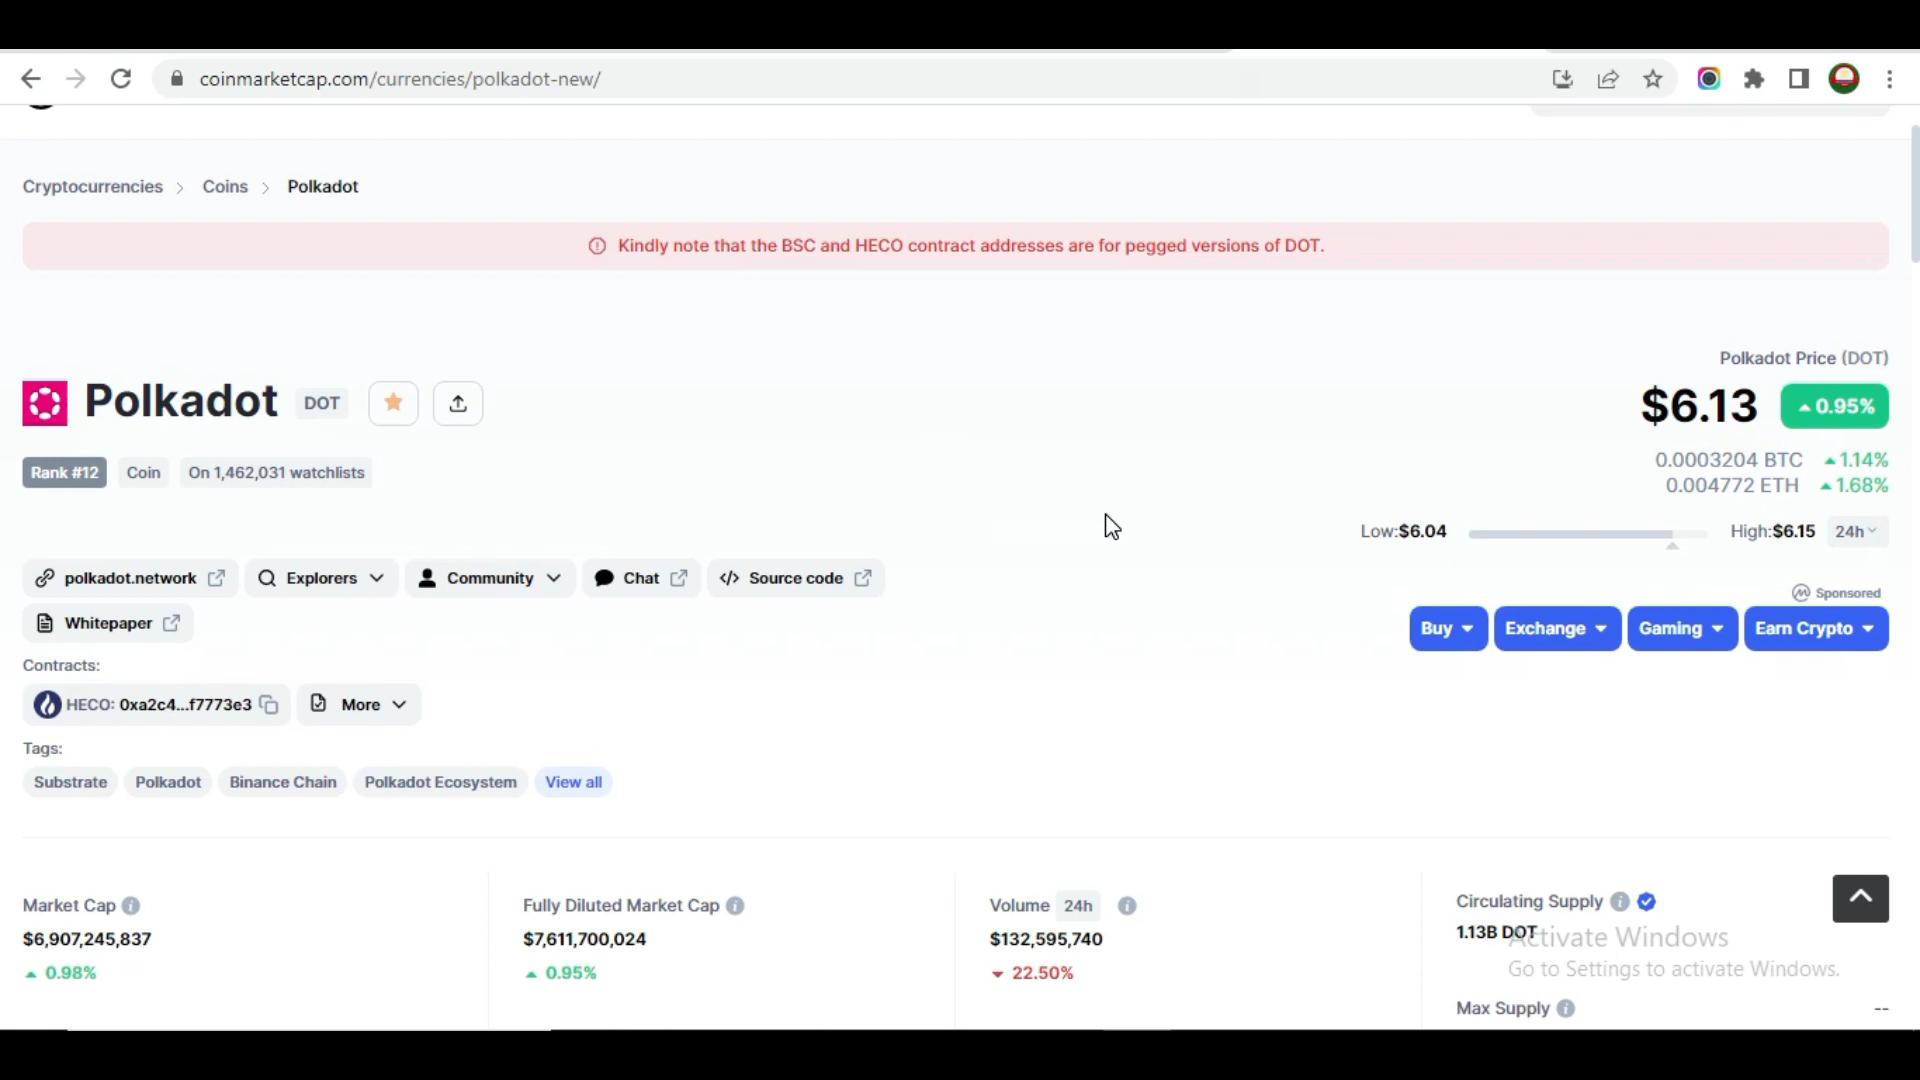 coinmarketcap.com/currencies/polkadot-new/
Cryptocurrencies > Coins > Polkadot
Kindly note that the BSC and HECO contract addresses are for pegged versions of DOT.
Polkadot Price (DOT)
Polkadot DOT
$6.13 0.95%
Rank #12 Coin On 1,462,031 watchlists
0.0003204 BTC 1.14%
0.004772 ETH 1.68%
Low:$6.04 High:$6.15 24h
polkadot.network Explorers Community Chat </> Source code
Sponsored
Whitepaper
Buy Exchange Gaming Earn Crypto
Contracts:
HECO: 0xa2c4...f7773e3 More
Tags:
Substrate Polkadot Binance Chain Polkadot Ecosystem View all
Market Cap
$6,907,245,837
0.98%
Fully Diluted Market Cap
$7,611,700,024
0.95%
Volume 24h
$132,595,740
22.50%
Circulating Supply
1.13B DOT
Activate Windows
Go to Settings to activate Windows.
Max Supply --